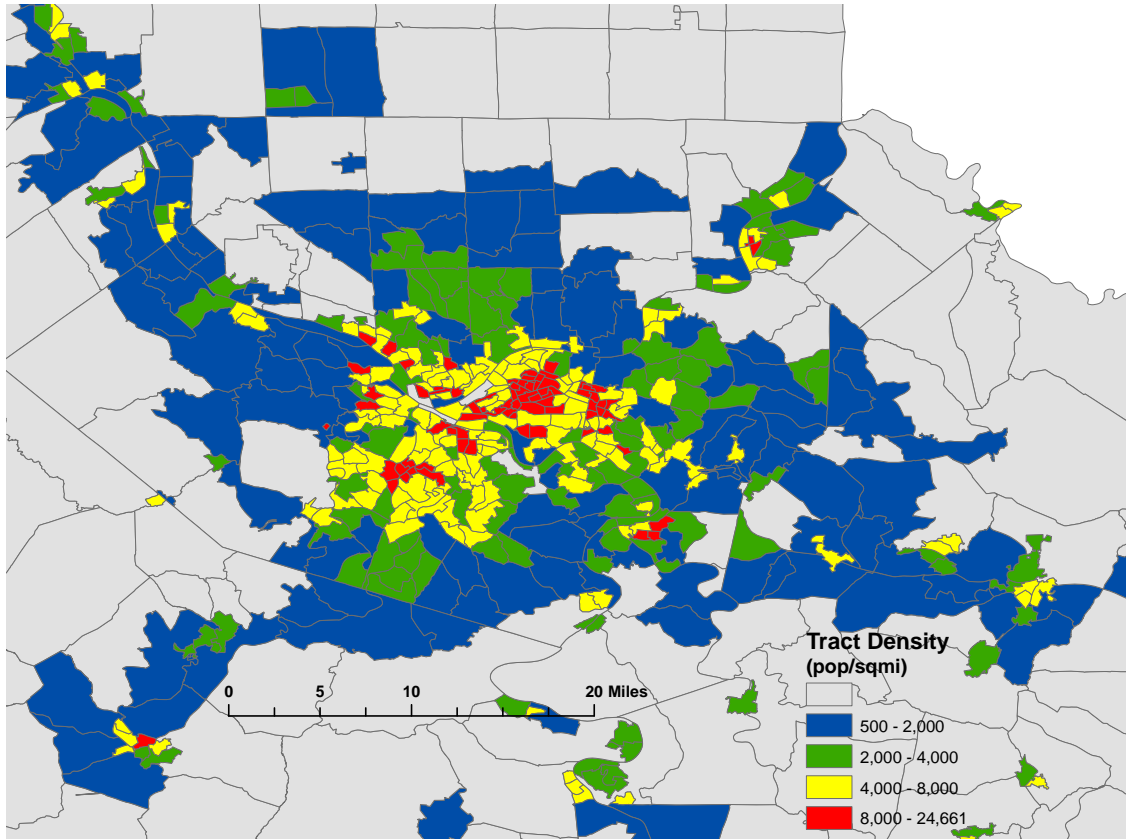 Tract Density
(pop/sqmi)
500 - 2,000
2,000 - 4,000
4,000 - 8,000
8,000 - 24,661
0 5 10 20 Miles